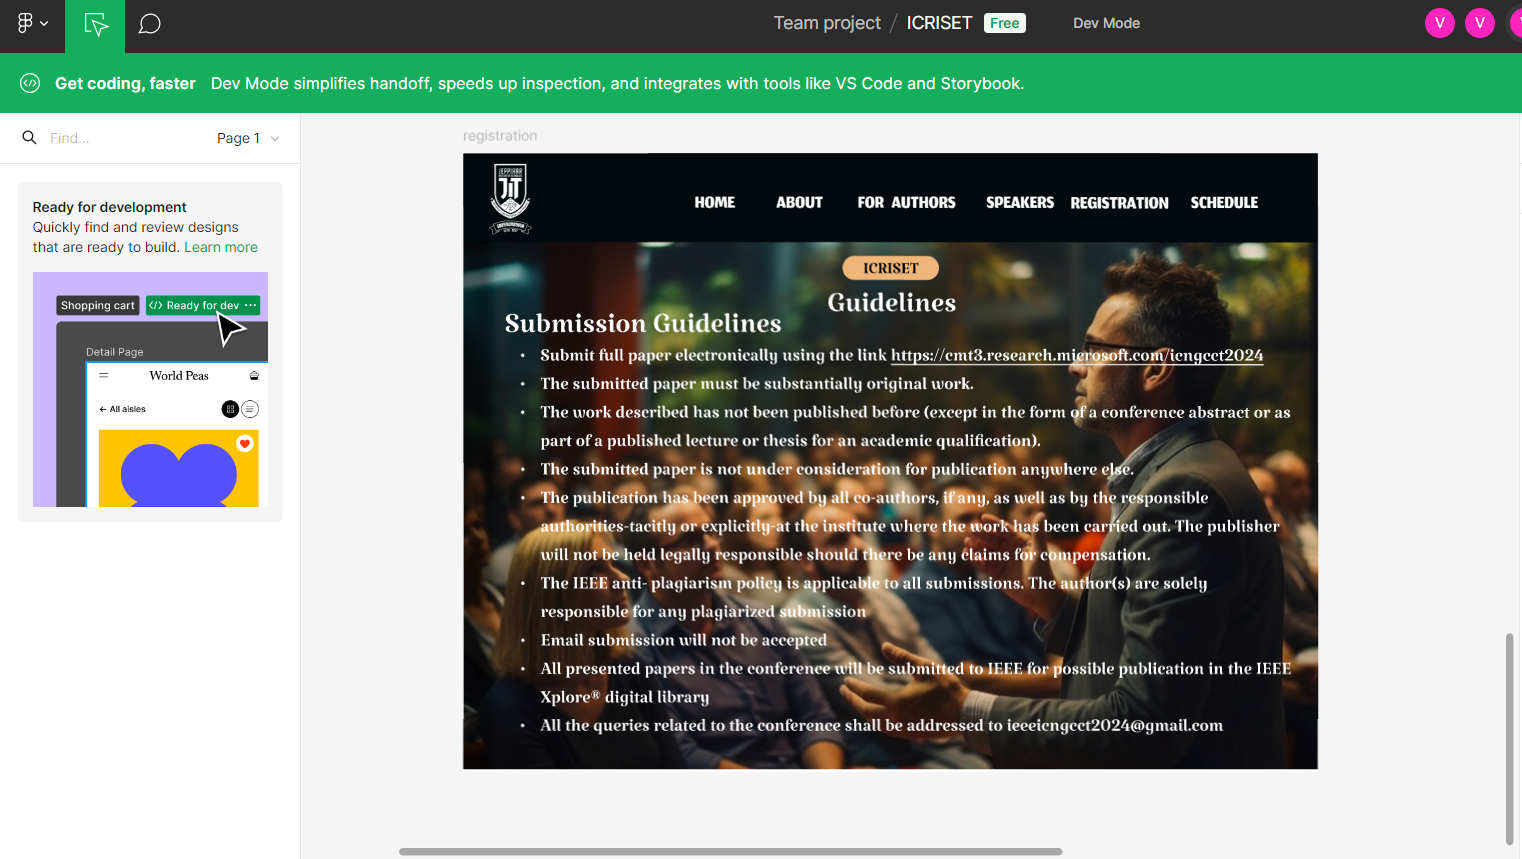 Team project / ICRISET Free Dev Mode V V
Get coding, faster Dev Mode simplifies handoff, speeds up inspection, and integrates with tools like VS Code and Storybook.
Find... Page 1
Ready for development
Quickly find and review designs
that are ready to build. Learn more
Shopping cart </> Ready for dev ...
Detail Page
World Peas
← All aisles
registration
JEPPIAAR
JIT
HOME ABOUT FOR AUTHORS SPEAKERS REGISTRATION SCHEDULE
ICRISET
Guidelines
Submission Guidelines
• Submit full paper electronically using the link https://cmt3.research.microsoft.com/icngcct2024
• The submitted paper must be substantially original work.
• The work described has not been published before (except in the form of a conference abstract or as
part of a published lecture or thesis for an academic qualification).
• The submitted paper is not under consideration for publication anywhere else.
• The publication has been approved by all co-authors, if any, as well as by the responsible
authorities-tacitly or explicitly-at the institute where the work has been carried out. The publisher
will not be held legally responsible should there be any claims for compensation.
• The IEEE anti- plagiarism policy is applicable to all submissions. The author(s) are solely
responsible for any plagiarized submission
• Email submission will not be accepted
• All presented papers in the conference will be submitted to IEEE for possible publication in the IEEE
Xplore® digital library
• All the queries related to the conference shall be addressed to ieeeicngcct2024@gmail.com